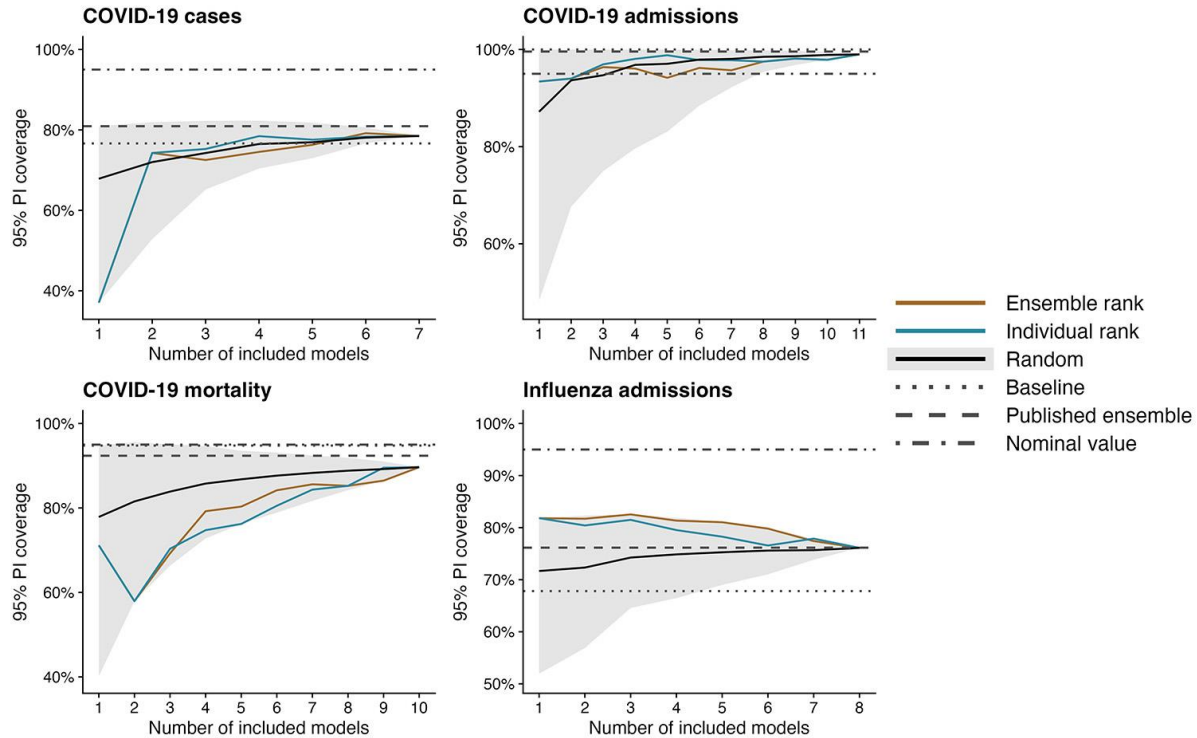 COVID-19 cases
100%
80%
60%
40%
95% PI coverage
1 2 3 4 5 6 7
Number of included models
COVID-19 admissions
100%
80%
60%
95% PI coverage
1 2 3 4 5 6 7 8 9 10 11
Number of included models
COVID-19 mortality
100%
80%
60%
40%
95% PI coverage
1 2 3 4 5 6 7 8 9 10
Number of included models
Influenza admissions
100%
90%
80%
70%
60%
50%
95% PI coverage
1 2 3 4 5 6 7 8
Number of included models
Ensemble rank
Individual rank
Random
Baseline
Published ensemble
Nominal value